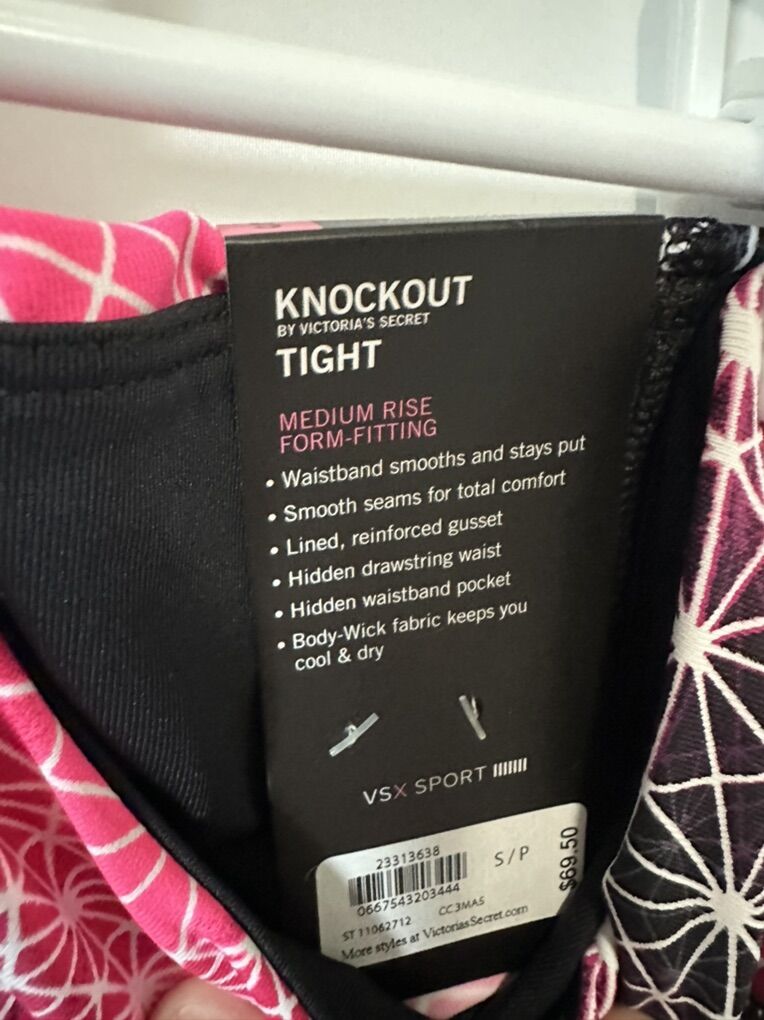 KNOCKOUT
BY VICTORIA'S SECRET
TIGHT
MEDIUM RISE
FORM-FITTING
• Waistband smooths and stays put
• Smooth seams for total comfort
• Lined, reinforced gusset
• Hidden drawstring waist
• Hidden waistband pocket
• Body-Wick fabric keeps you
cool & dry
VSX SPORT
23313638
S / P
$69.50
0667543203444
ST 11062712 CC 3MAS
More styles at VictoriasSecret.com